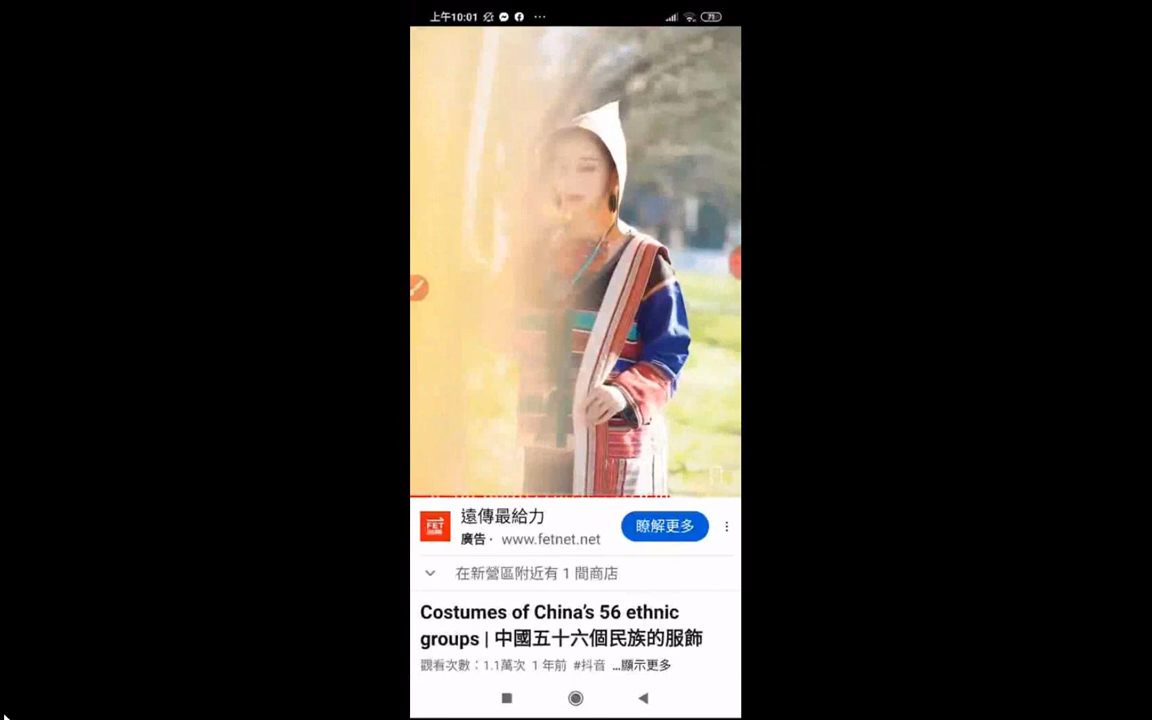 上午10:01
71
FET
遠傳最給力
廣告· www.fetnet.net
瞭解更多
在新營區附近有 1 間商店
Costumes of China's 56 ethnic
groups | 中國五十六個民族的服飾
觀看次數：1.1萬次 1 年前 #抖音 ...顯示更多